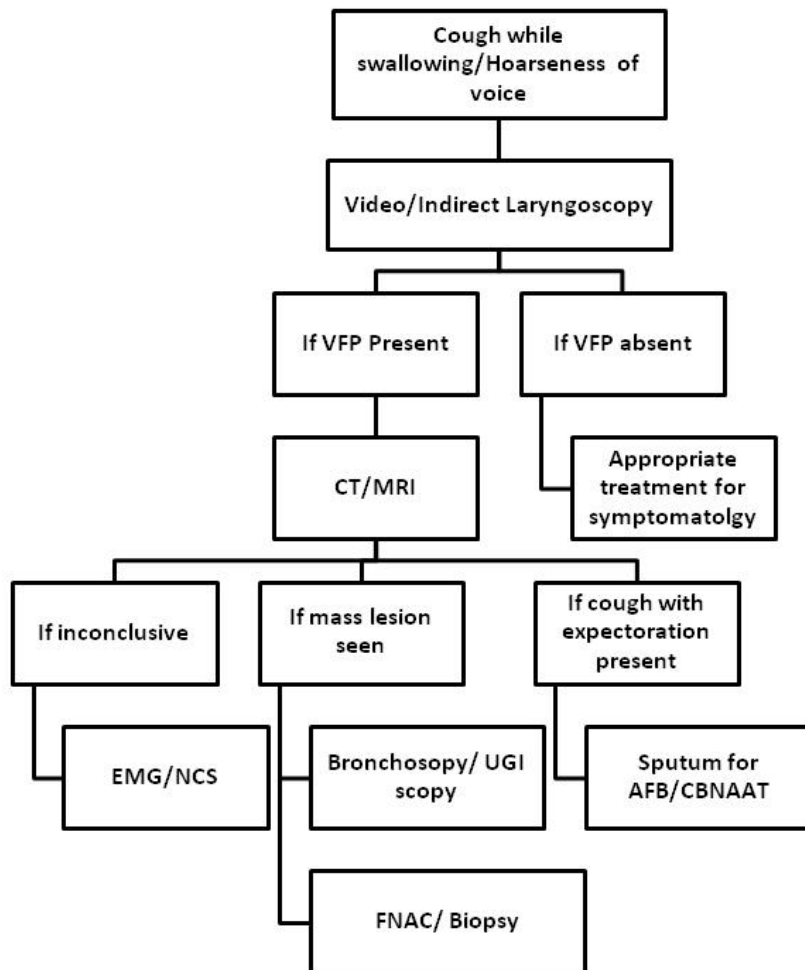 Cough while
swallowing/Hoarseness of
voice
Video/Indirect Laryngoscopy
If VFP Present
If VFP absent
CT/MRI
Appropriate
treatment for
symptomatolgy
If inconclusive
If mass lesion
seen
If cough with
expectoration
present
EMG/NCS
Bronchosopy/ UGI
scopy
Sputum for
AFB/CBNAAT
FNAC/ Biopsy